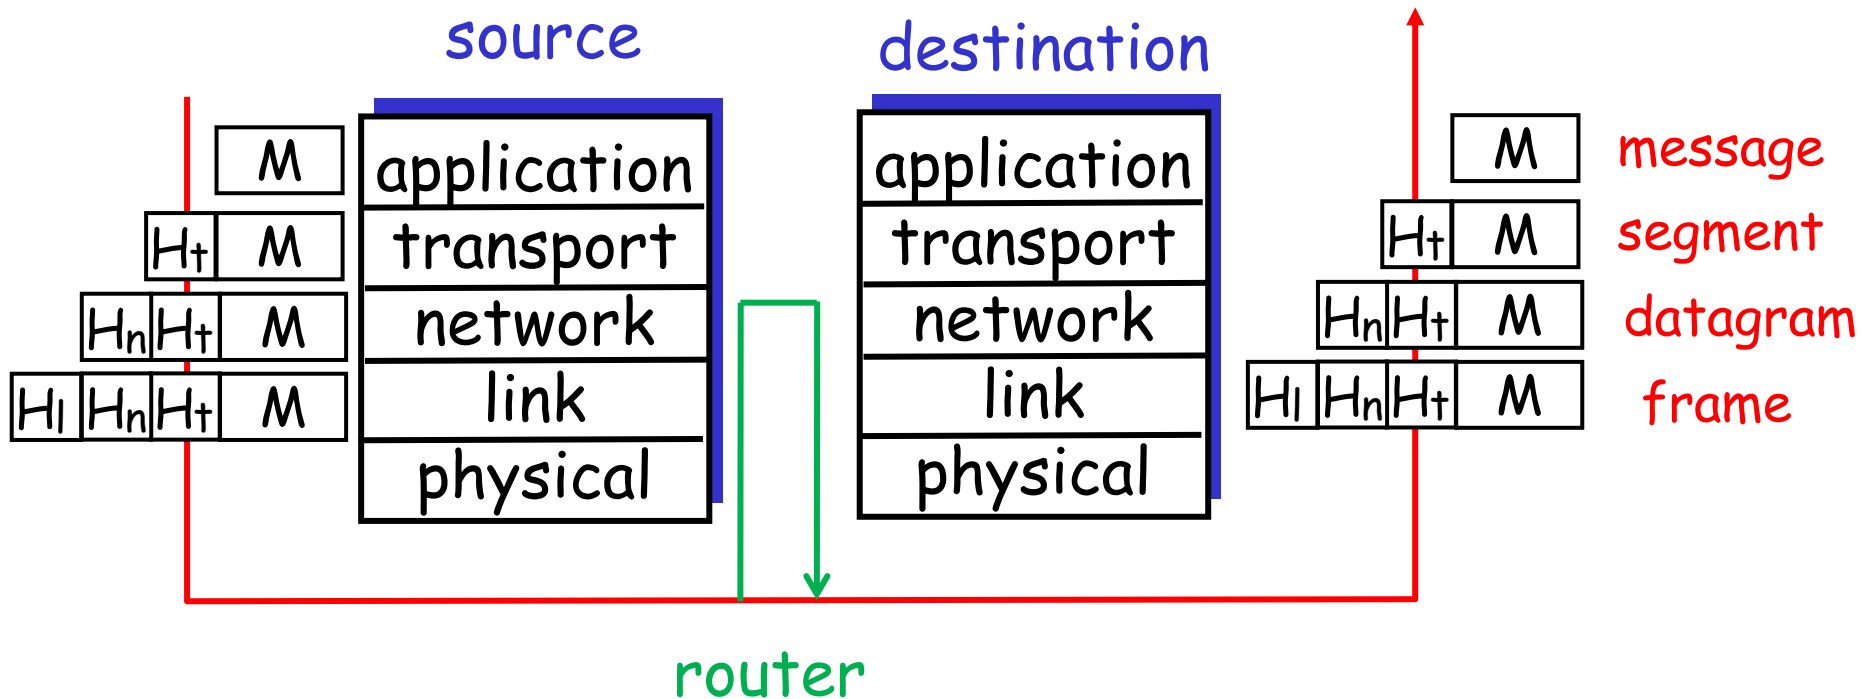 source
destination
M application application M message
Ht M transport transport Ht M segment
Hn Ht M network network Hn Ht M datagram
Hl Hn Ht M link link Hl Hn Ht M frame
physical physical
router